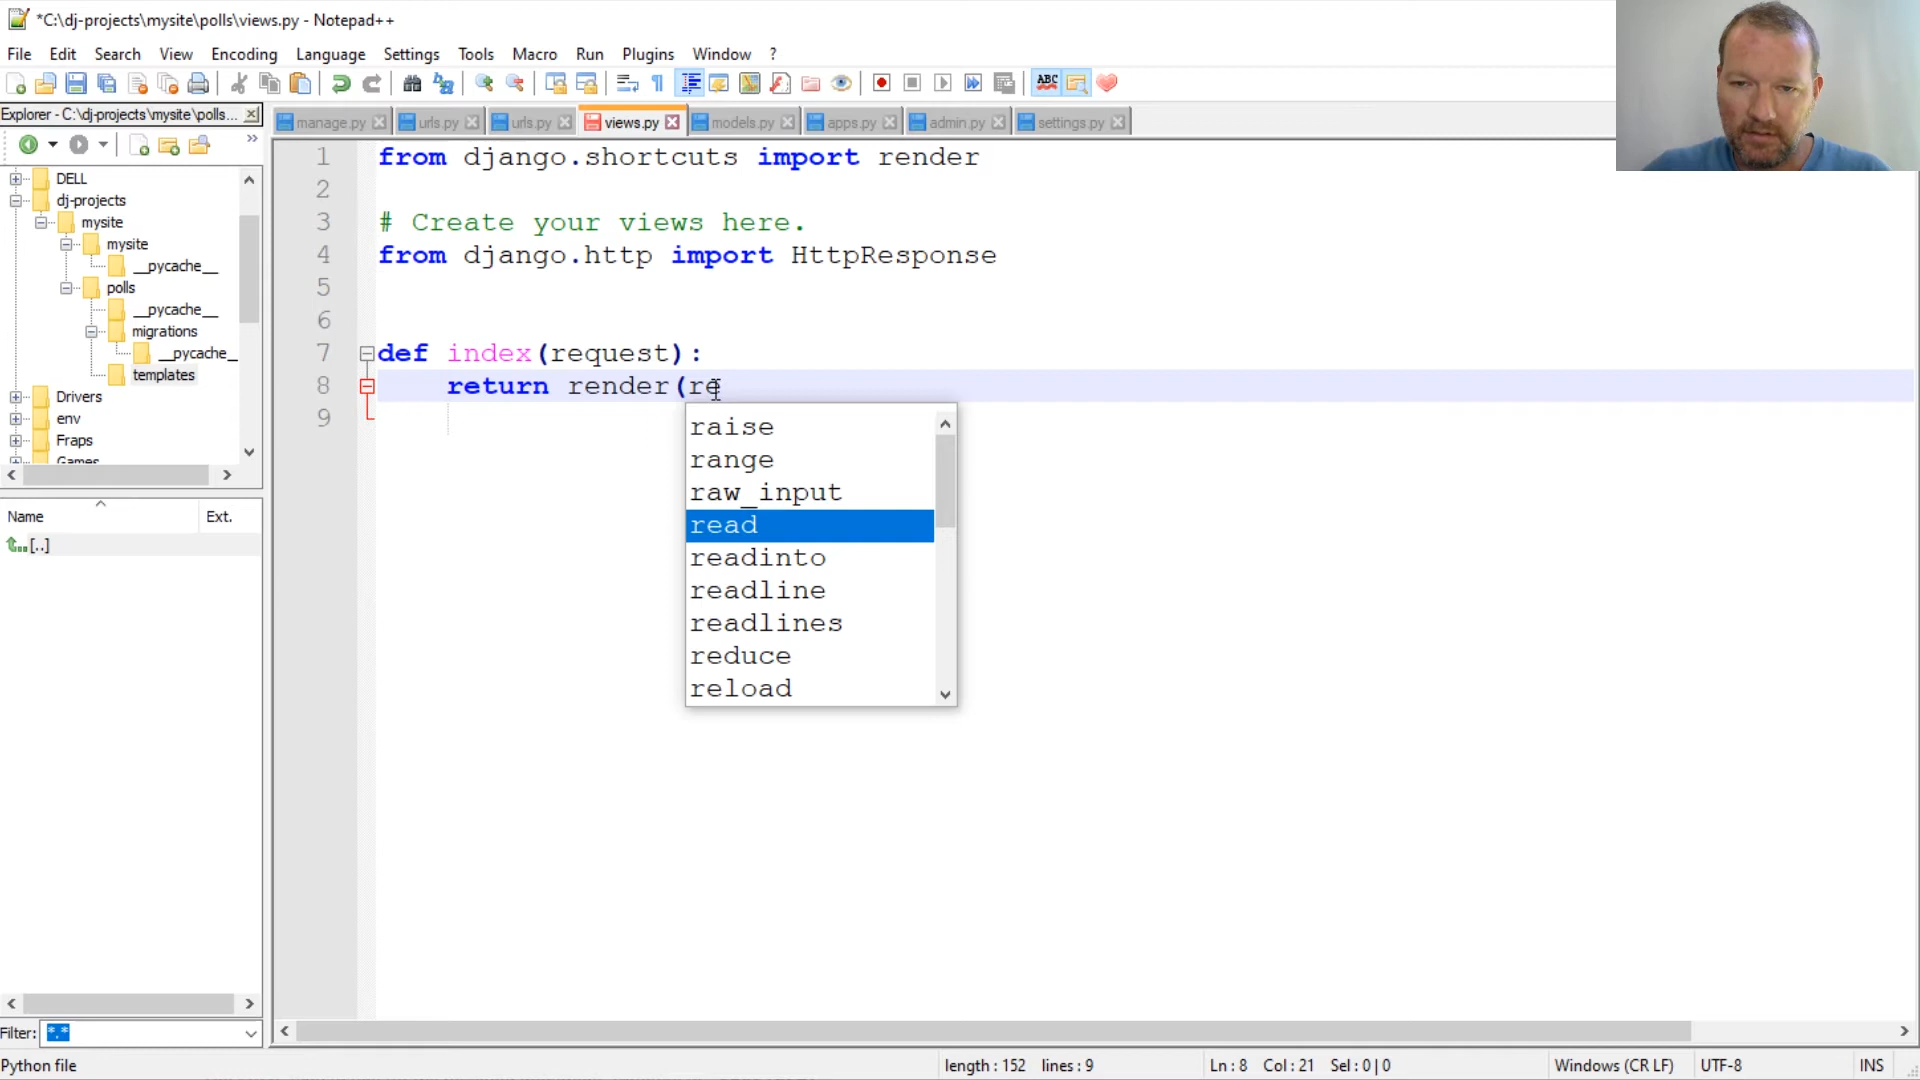 *C:\dj-projects\mysite\polls\views.py - Notepad++
File Edit Search View Encoding Language Settings Tools Macro Run Plugins Window ?
ABC
Explorer - C:\dj-projects\mysite\polls...
manage.py urls.py urls.py views.py models.py apps.py admin.py settings.py
DELL
dj-projects
mysite
mysite
__pycache__
polls
__pycache__
migrations
__pycache_
templates
Drivers
env
Fraps
Games
Name Ext.
[..]
Filter: *.*
1 from django.shortcuts import render
2
3 # Create your views here.
4 from django.http import HttpResponse
5
6
7 def index(request):
8 return render(re
9
raise
range
raw_input
read
readinto
readline
readlines
reduce
reload
Python file length : 152 lines : 9 Ln : 8 Col : 21 Sel : 0 | 0 Windows (CR LF) UTF-8 INS